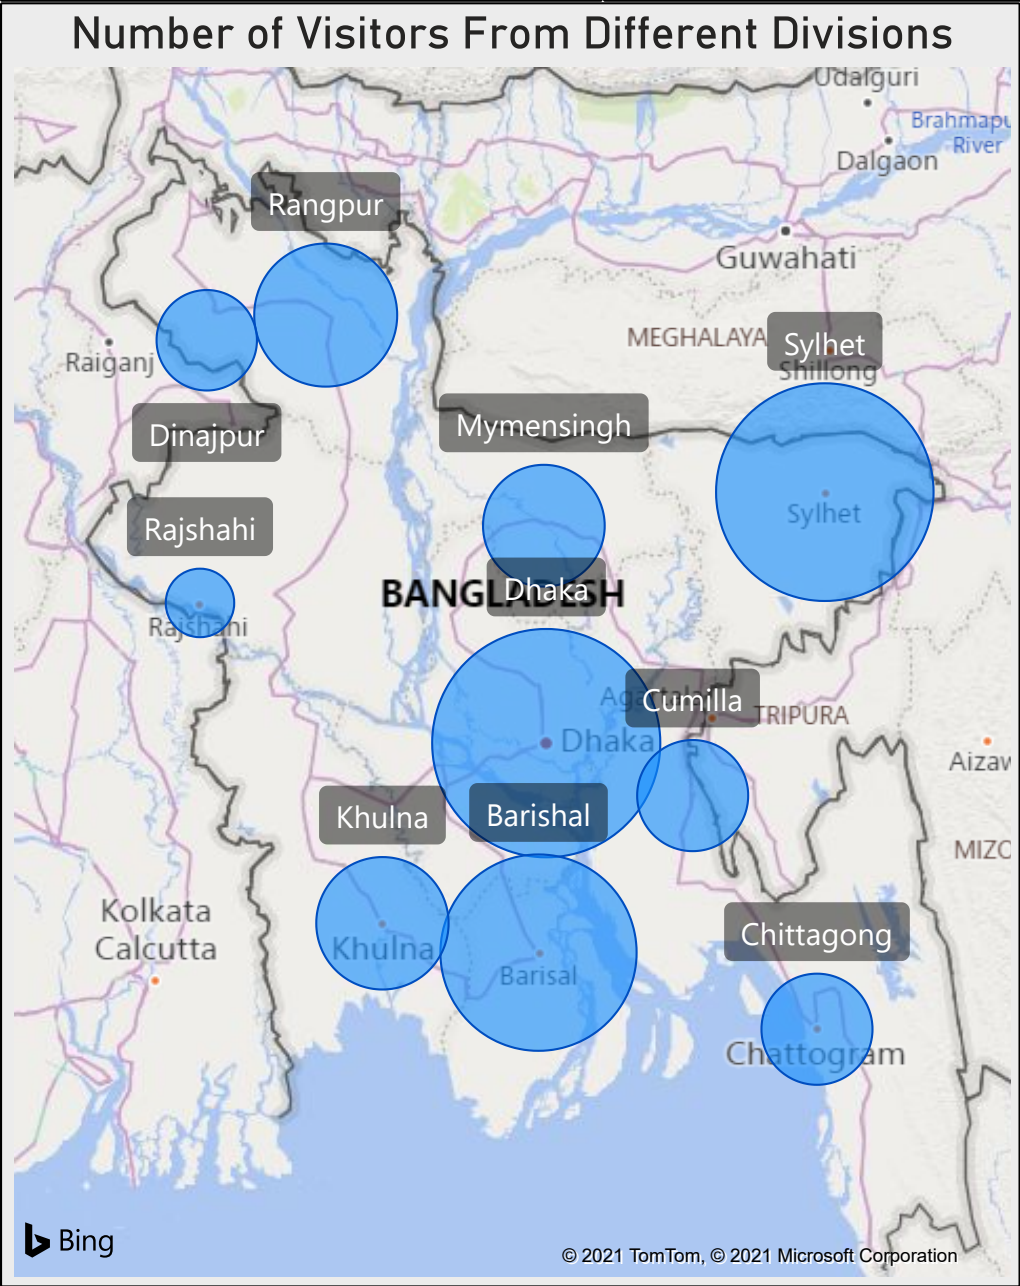 Number of Visitors From Different Divisions
Udalguri
Brahmapu
River
Dalgaon
Rangpur
Guwahati
MEGHALAYA
Sylhet
Shillong
Raiganj
Dinajpur
Mymensingh
Sylhet
Rajshahi
BANGLADESH
Dhaka
Rajshahi
Cumilla
TRIPURA
Dhaka
Aizaw
Khulna
Barishal
MIZO
Kolkata
Calcutta
Khulna
Barisal
Chittagong
Chattogram
Bing
© 2021 TomTom, © 2021 Microsoft Corporation